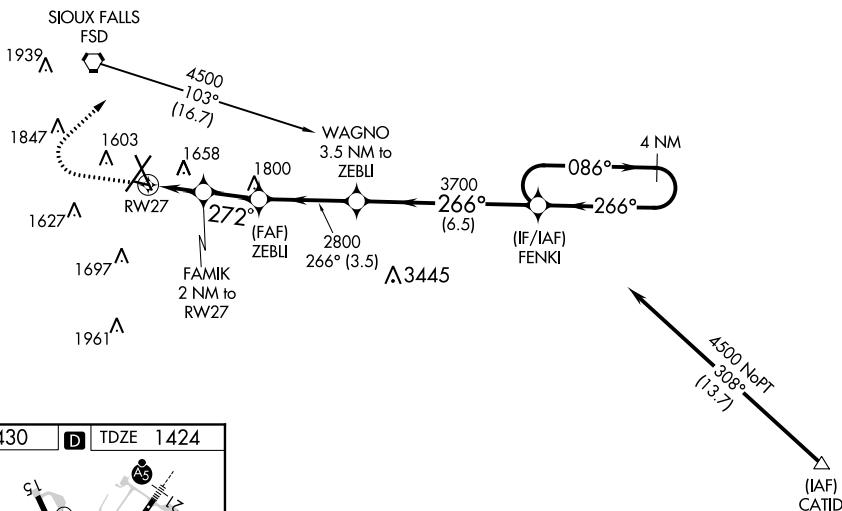 SIOUX FALLS
FSD
1939
4500
103°
(16.7)
WAGNO
3.5 NM to
ZEBLI
4 NM
1847
1603
1658
1800
3700
266°
(6.5)
086°
266°
RW27
272°
(FAF)
ZEBLI
(IF/IAF)
FENKI
1627
2800
266° (3.5)
3445
1697
FAMIK
2 NM to
RW27
1961
4500 NoPT
308°
(13.7)
(IAF)
CATID
430
D
TDZE 1424
A5
15
21